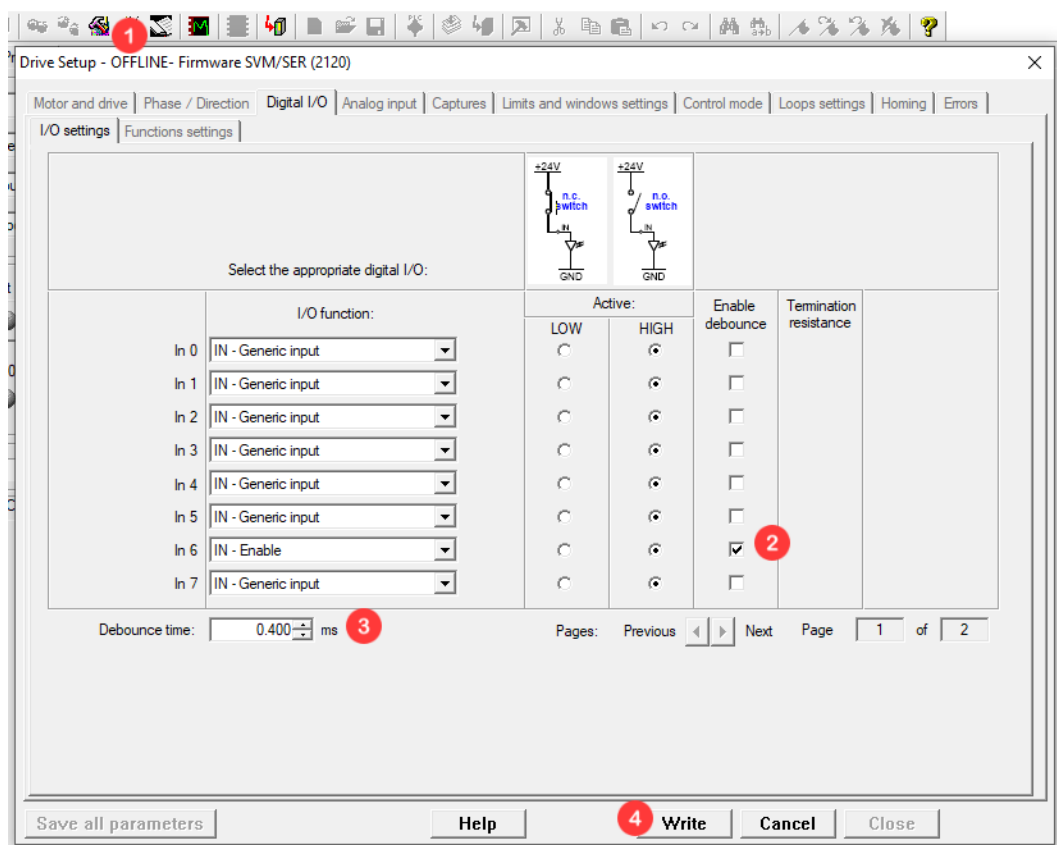 1
Drive Setup - OFFLINE- Firmware SVM/SER (2120)
Motor and drive Phase / Direction Digital I/O Analog input Captures Limits and windows settings Control mode Loops settings Homing Errors
I/O settings Functions settings
+24V +24V
n.c. switch n.o. switch
IN IN
GND GND
Select the appropriate digital I/O:
I/O function: Active: Enable debounce Termination resistance
LOW HIGH
In 0 IN - Generic input
In 1 IN - Generic input
In 2 IN - Generic input
In 3 IN - Generic input
In 4 IN - Generic input
In 5 IN - Generic input
In 6 IN - Enable 2
In 7 IN - Generic input
Debounce time: 0.400 ms 3 Pages: Previous Next Page 1 of 2
Save all parameters Help 4 Write Cancel Close